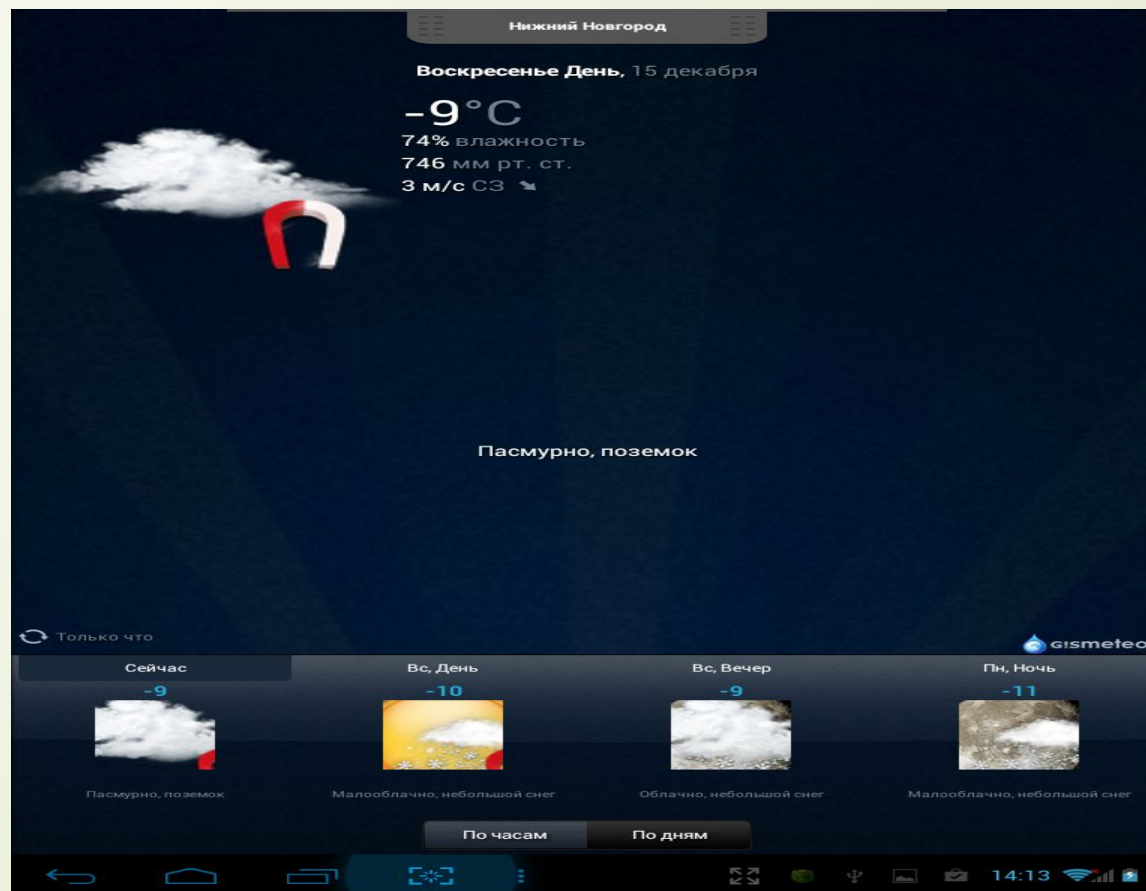 Нижний Новгород
Воскресенье День, 15 декабря
-9°C
74% влажность
746 мм рт. ст.
3 м/с СЗ
Пасмурно, поземок
Только что
GISMETEO
Сейчас
Вс, День
Вс, Вечер
Пн, Ночь
-9
-10
-9
-11
Пасмурно, поземок
Малооблачно, небольшой снег
Облачно, небольшой снег
Малооблачно, небольшой снег
По часам
По дням
14:13